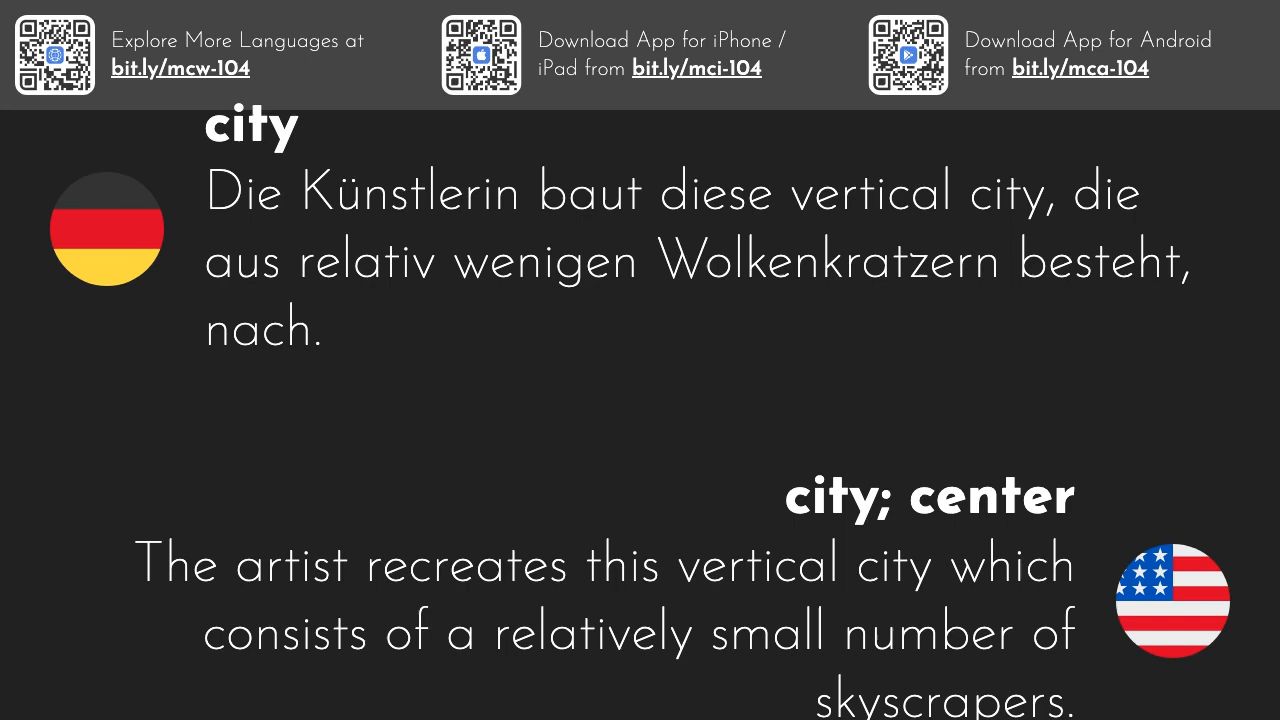 Explore More Languages at
bit.ly/mcw-104
Download App for iPhone /
iPad from bit.ly/mci-104
Download App for Android
from bit.ly/mca-104
city
Die Künstlerin baut diese vertical city, die
aus relativ wenigen Wolkenkratzern besteht,
nach.
city; center
The artist recreates this vertical city which
consists of a relatively small number of
skyscrapers.